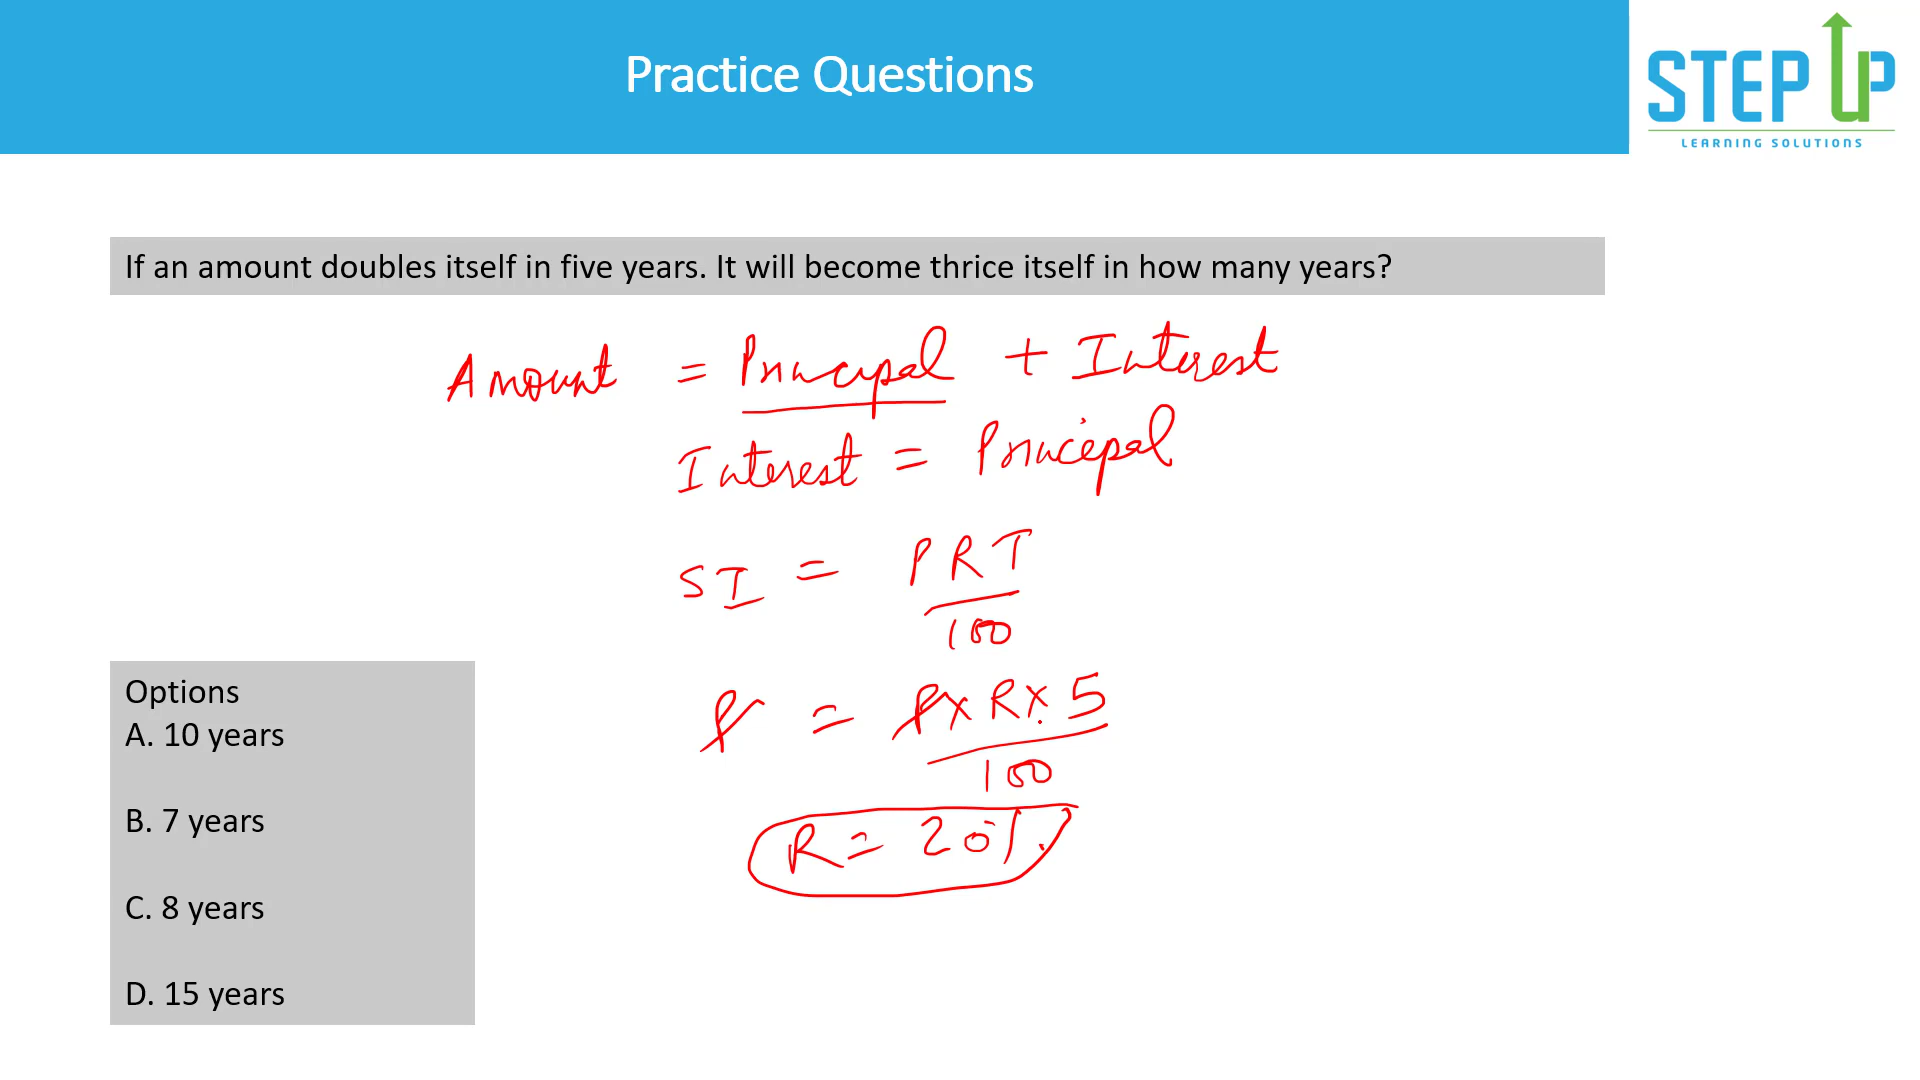 Practice Questions
STEP UP
LEARNING SOLUTIONS
If an amount doubles itself in five years. It will become thrice itself in how many years?
Amount = Principal + Interest
Interest = Principal
SI = PRT
100
P = P x R x 5
100
R = 20%
Options
A. 10 years
B. 7 years
C. 8 years
D. 15 years